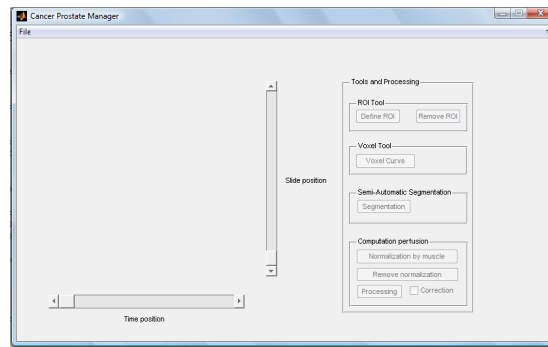 Cancer Prostate Manager
File
Tools and Processing
ROI Tool
Define ROI Remove ROI
Voxel Tool
Voxel Curve
Slide position
Semi-Automatic Segmentation
Segmentation
Computation perfusion
Normalization by muscle
Remove normalization
Processing Correction
Time position